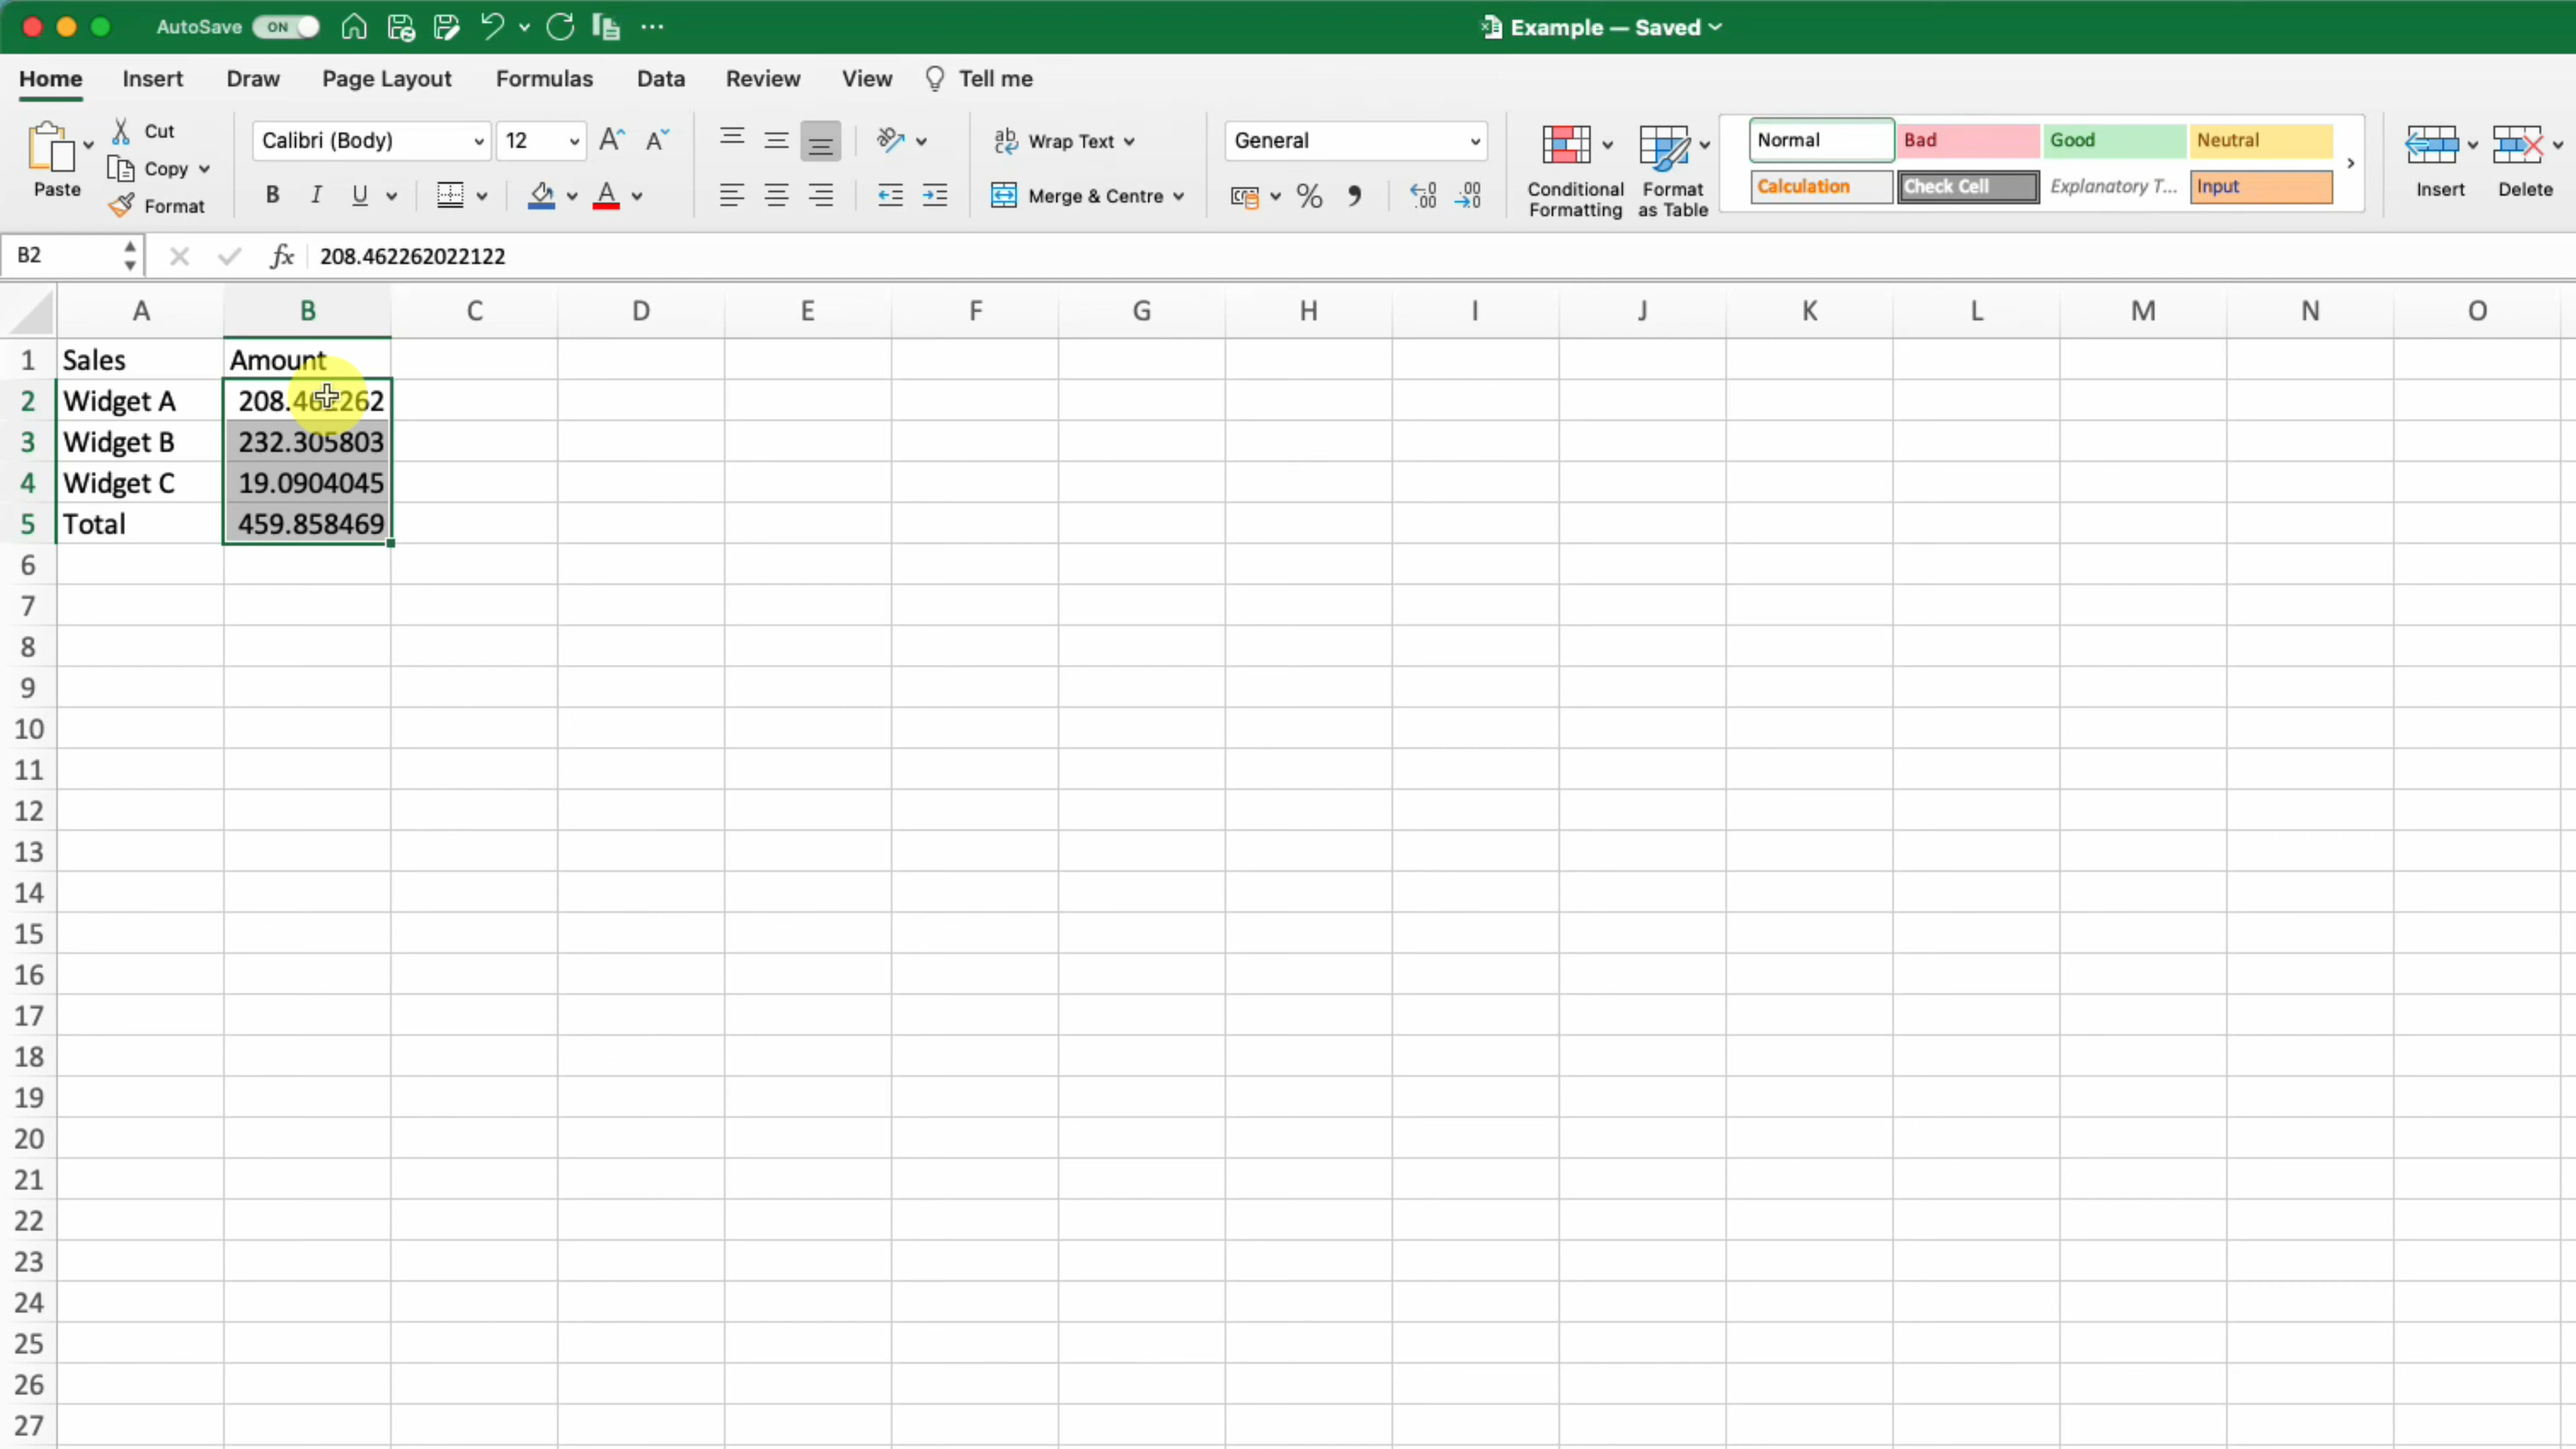 AutoSave ON
Example — Saved
Home Insert Draw Page Layout Formulas Data Review View Tell me
Paste
Cut
Copy
Format
Calibri (Body) 12
B I U A
ab Wrap Text
Merge & Centre
General
% .00 .00
Conditional Formatting
Format as Table
Normal Bad Good Neutral
Calculation Check Cell Explanatory T... Input
Insert Delete
B2 fx 208.462262022122
A B C D E F G H I J K L M N O
1 Sales Amount
2 Widget A 208.462262
3 Widget B 232.305803
4 Widget C 19.0904045
5 Total 459.858469
6
7
8
9
10
11
12
13
14
15
16
17
18
19
20
21
22
23
24
25
26
27